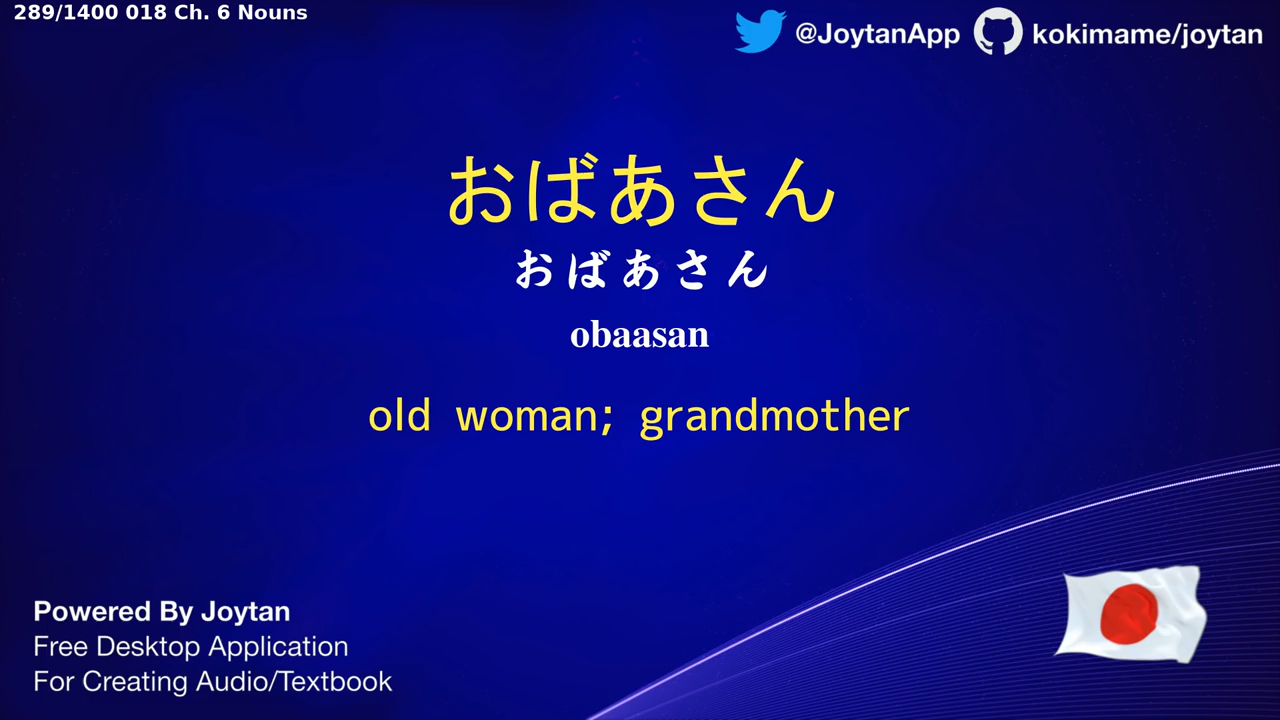 289/1400 018 Ch. 6 Nouns
@JoytanApp kokimame/joytan
おばあさん
おばあさん
obaasan
old woman; grandmother
Powered By Joytan
Free Desktop Application
For Creating Audio/Textbook